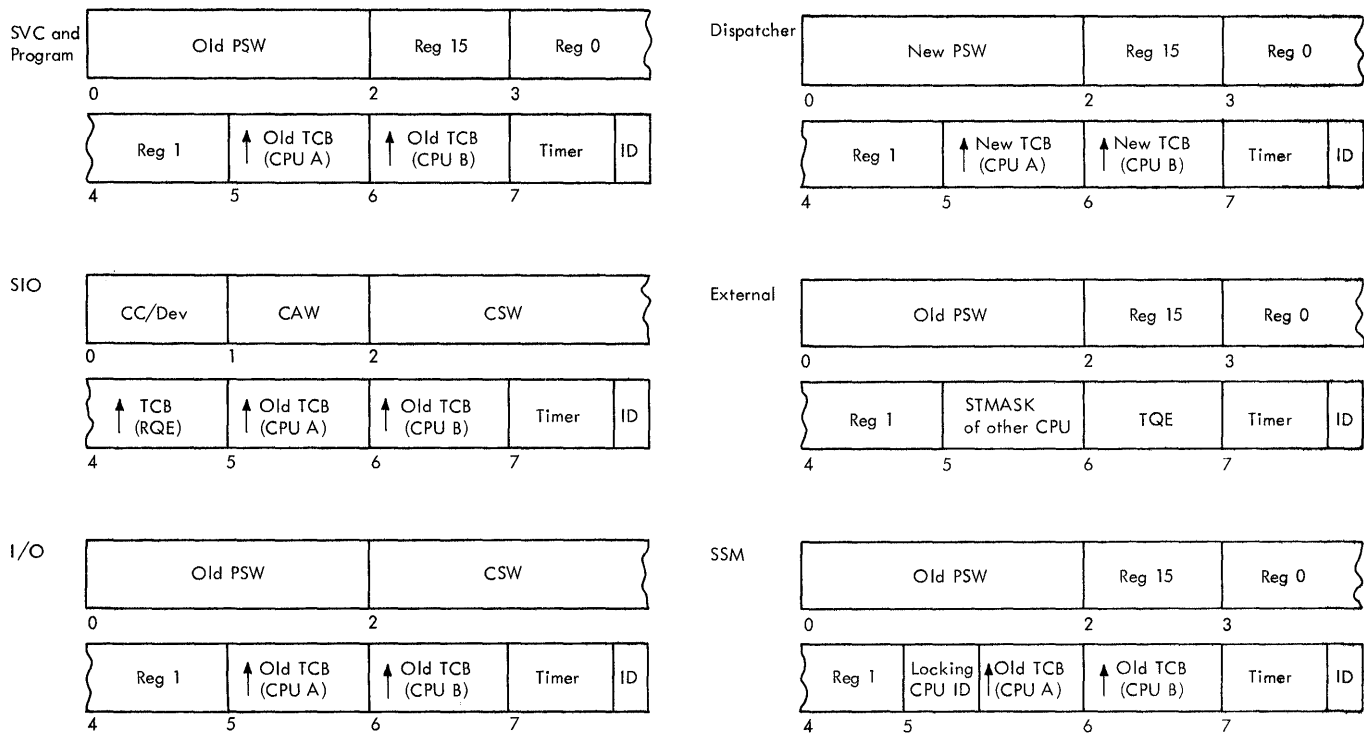 SVC and
Program
Old PSW
Reg 15
Reg 0
0
2
3
Reg 1
Old TCB
(CPU A)
Old TCB
(CPU B)
Timer
ID
4
5
6
7
SIO
CC/Dev
CAW
CSW
0
1
2
TCB
(RQE)
Old TCB
(CPU A)
Old TCB
(CPU B)
Timer
ID
4
5
6
7
I/O
Old PSW
CSW
0
2
Reg 1
Old TCB
(CPU A)
Old TCB
(CPU B)
Timer
ID
4
5
6
7
Dispatcher
New PSW
Reg 15
Reg 0
0
2
3
Reg 1
New TCB
(CPU A)
New TCB
(CPU B)
Timer
ID
4
5
6
7
External
Old PSW
Reg 15
Reg 0
0
2
3
Reg 1
STMASK
of other CPU
TQE
Timer
ID
4
5
6
7
SSM
Old PSW
Reg 15
Reg 0
0
2
3
Reg 1
Locking
CPU ID
Old TCB
(CPU A)
Old TCB
(CPU B)
Timer
ID
4
5
6
7